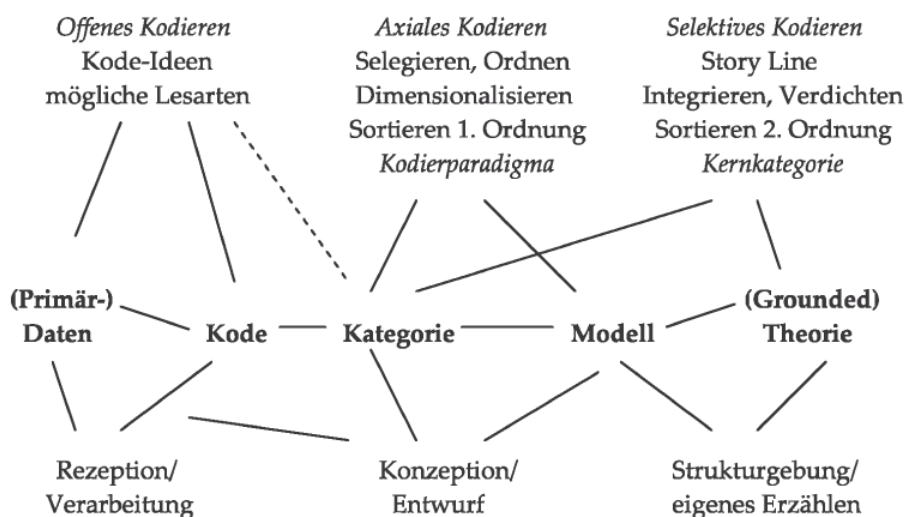 Offenes Kodieren
Kode-Ideen
mögliche Lesarten
Axiales Kodieren
Selegieren, Ordnen
Dimensionalisieren
Sortieren 1. Ordnung
Kodierparadigma
Selektives Kodieren
Story Line
Integrieren, Verdichten
Sortieren 2. Ordnung
Kernkategorie
(Primär-)
Daten
Kode
Kategorie
Modell
(Grounded)
Theorie
Rezeption/
Verarbeitung
Konzeption/
Entwurf
Strukturgebung/
eigenes Erzählen